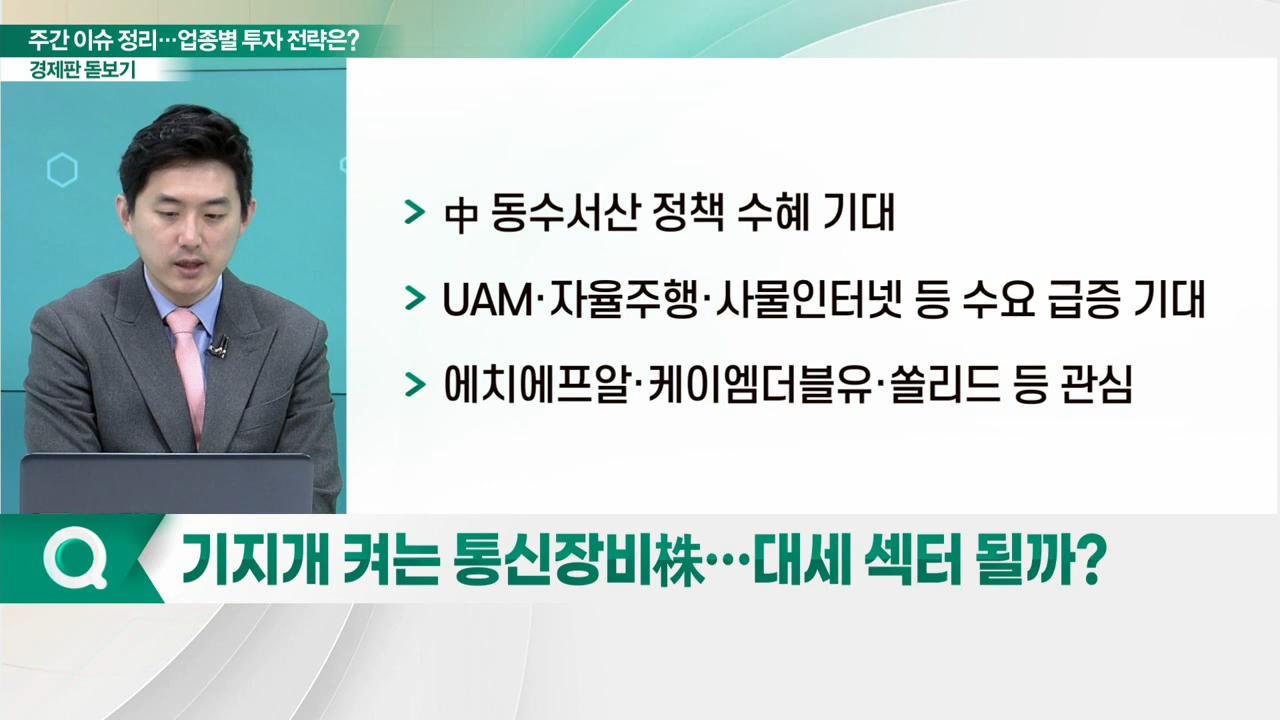 주간 이슈 정리…업종별 투자 전략은?
경제판 돋보기
> 中 동수서산 정책 수혜 기대
> UAM·자율주행·사물인터넷 등 수요 급증 기대
> 에치에프알·케이엠더블유·쏠리드 등 관심
기지개 켜는 통신장비株…대세 섹터 될까?